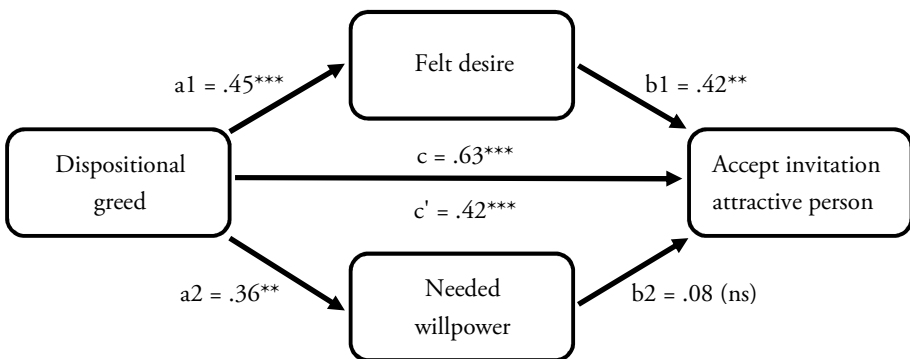 Felt desire
a1 = .45***
b1 = .42**
Dispositional
greed
c = .63***
c' = .42***
Accept invitation
attractive person
a2 = .36**
Needed
willpower
b2 = .08 (ns)